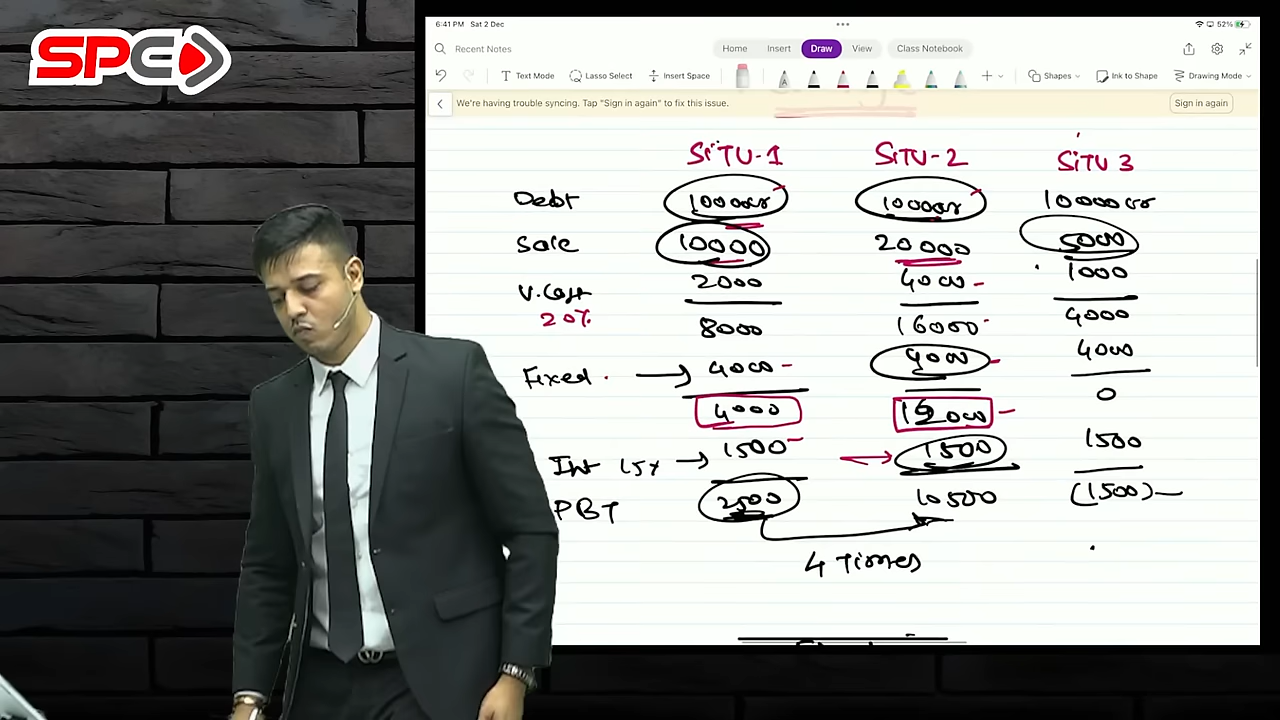 SPC
6:41 PM Sat 2 Dec
52%
Recent Notes
Home Insert Draw View Class Notebook
Text Mode Lasso Select Insert Space Shapes Ink to Shape Drawing Mode
We're having trouble syncing. Tap "Sign in again" to fix this issue. Sign in again
SiTU-1 SiTU-2 SiTU 3
Debt
Sale 10000 20000 5000
V.Cost 2000 4000 1000
20%
8000 16000 4000
Fixed 4000 4000 4000
4000 12000 0
Int 15% 1500 1500 1500
PBT 2500 10500 (1500)
4 Times